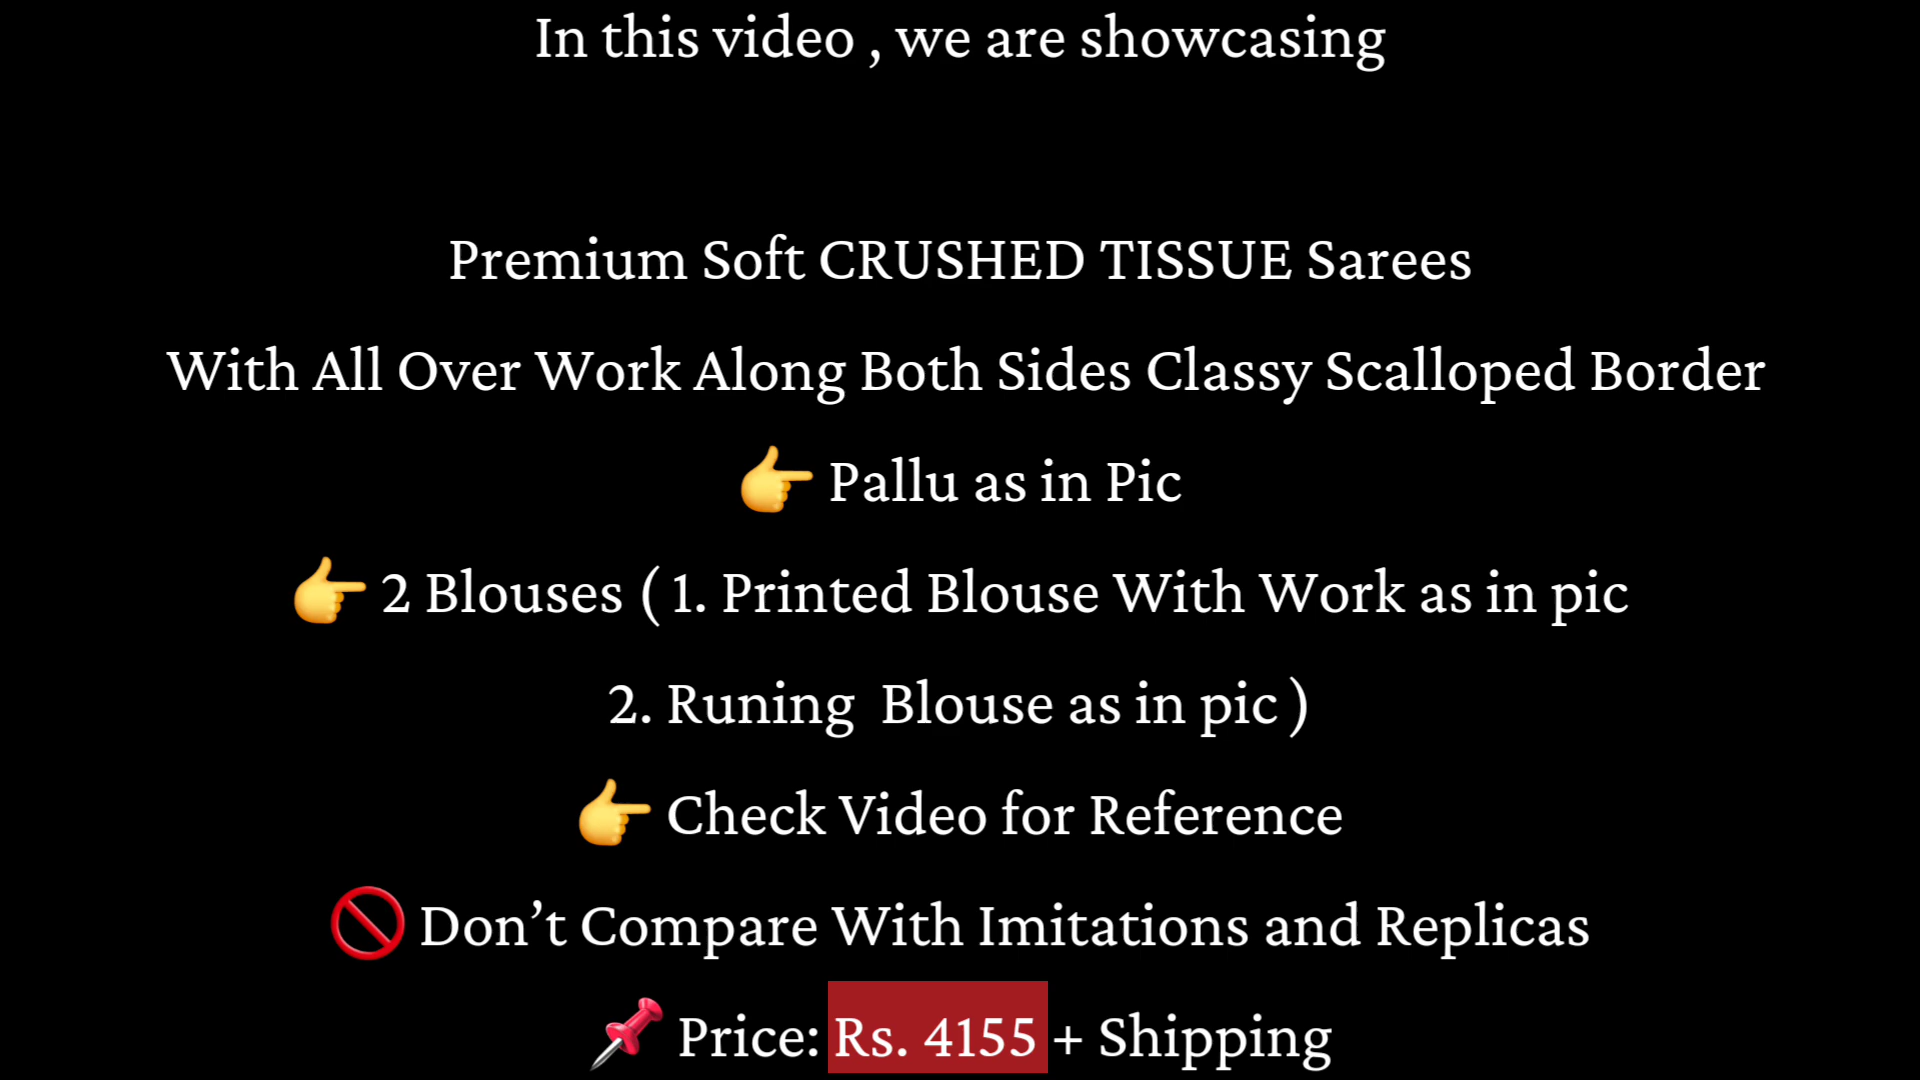 In this video , we are showcasing
Premium Soft CRUSHED TISSUE Sarees
With All Over Work Along Both Sides Classy Scalloped Border
👉 Pallu as in Pic
👉 2 Blouses ( 1. Printed Blouse With Work as in pic
2. Runing  Blouse as in pic )
👉 Check Video for Reference
🚫 Don’t Compare With Imitations and Replicas
📌 Price: Rs. 4155 + Shipping